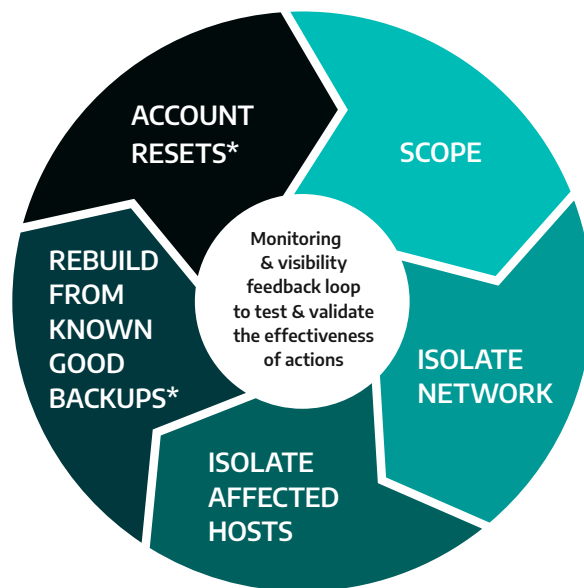 ACCOUNT
RESETS*
SCOPE
Monitoring
& visibility
feedback loop
to test & validate
the effectiveness
of actions
REBUILD
FROM
KNOWN
GOOD
BACKUPS*
ISOLATE
NETWORK
ISOLATE
AFFECTED
HOSTS